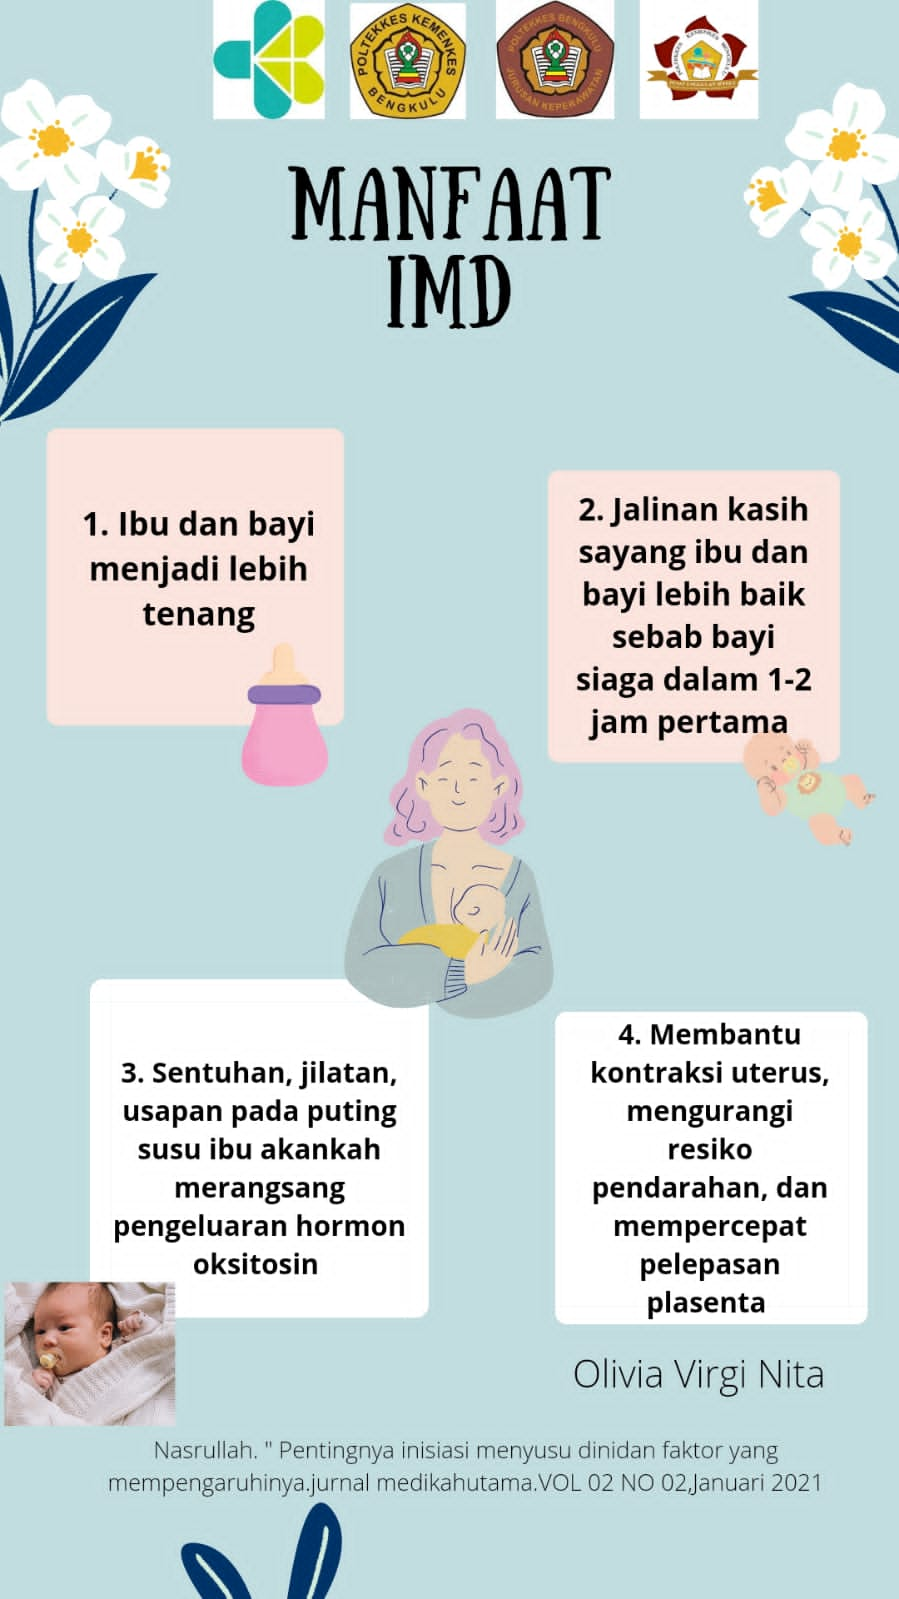 POLTEKKES KEMENKES
BENGKULU
POLTEKKES BENGKULU
JURUSAN KEPERAWATAN
MANFAAT
IMD
1. Ibu dan bayi
menjadi lebih
tenang
2. Jalinan kasih
sayang ibu dan
bayi lebih baik
sebab bayi
siaga dalam 1-2
jam pertama
3. Sentuhan, jilatan,
usapan pada puting
susu ibu akankah
merangsang
pengeluaran hormon
oksitosin
4. Membantu
kontraksi uterus,
mengurangi
resiko
pendarahan, dan
mempercepat
pelepasan
plasenta
Olivia Virgi Nita
Nasrullah. " Pentingnya inisiasi menyusu dinidan faktor yang
mempengaruhinya.jurnal medikahutama.VOL 02 NO 02,Januari 2021